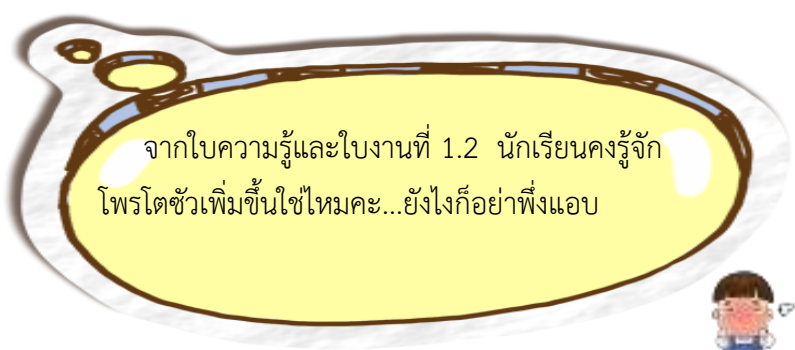 จากใบความรู้และใบงานที่ 1.2 นักเรียนคงรู้จัก
โพรโตซัวเพิ่มขึ้นใช่ไหมคะ...ยังไงก็อย่าพึ่งแอบ